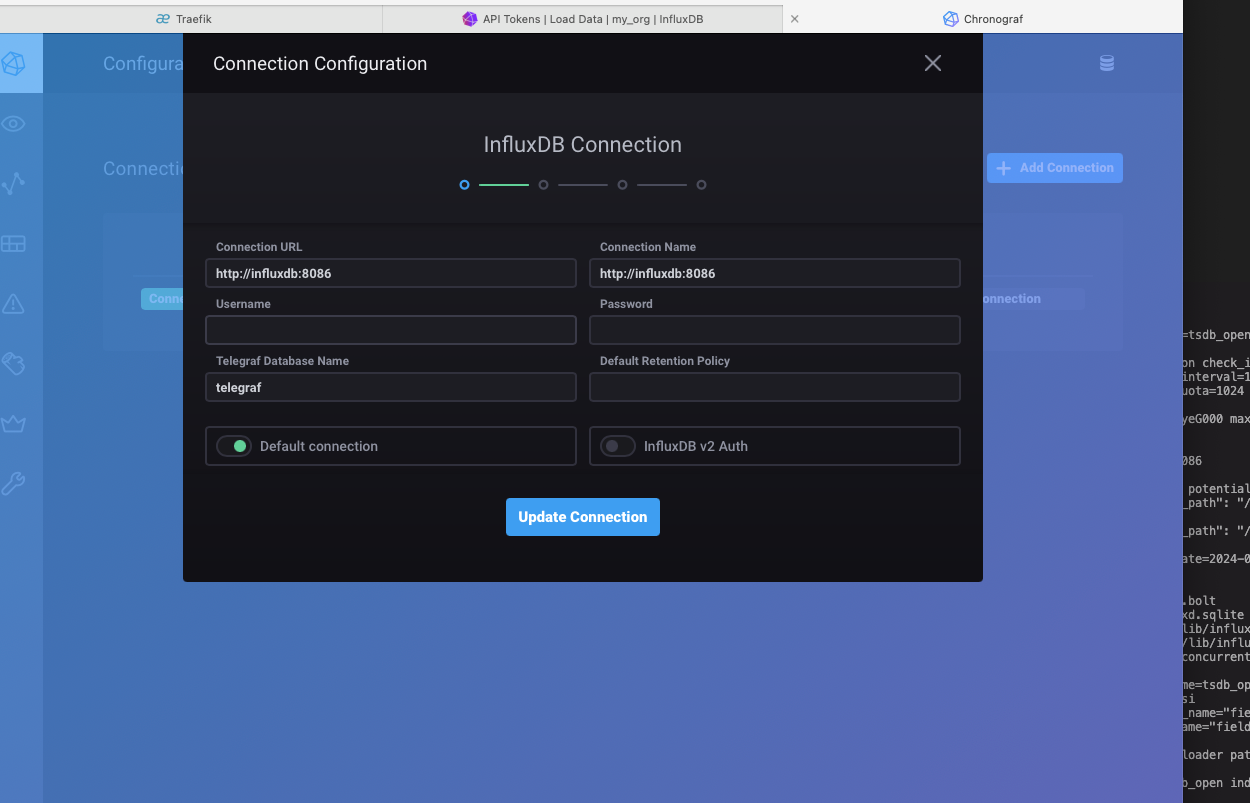 Traefik
API Tokens | Load Data | my_org | InfluxDB
Chronograf
Configura
Connection Configuration
InfluxDB Connection
Connecti
Add Connection
Connection URL
Connection Name
http://influxdb:8086
http://influxdb:8086
Username
Password
Conne
onnection
Telegraf Database Name
Default Retention Policy
telegraf
Default connection
InfluxDB v2 Auth
Update Connection
=tsdb_open
on check_i
interval=1
uota=1024
yeG000 max
086
potential
_path": "/
_path": "/
ate=2024-0
.bolt
xd.sqlite
lib/influx
/lib/influ
concurrent
me=tsdb_op
si
_name="fie
ame="field
loader pat
b_open ind